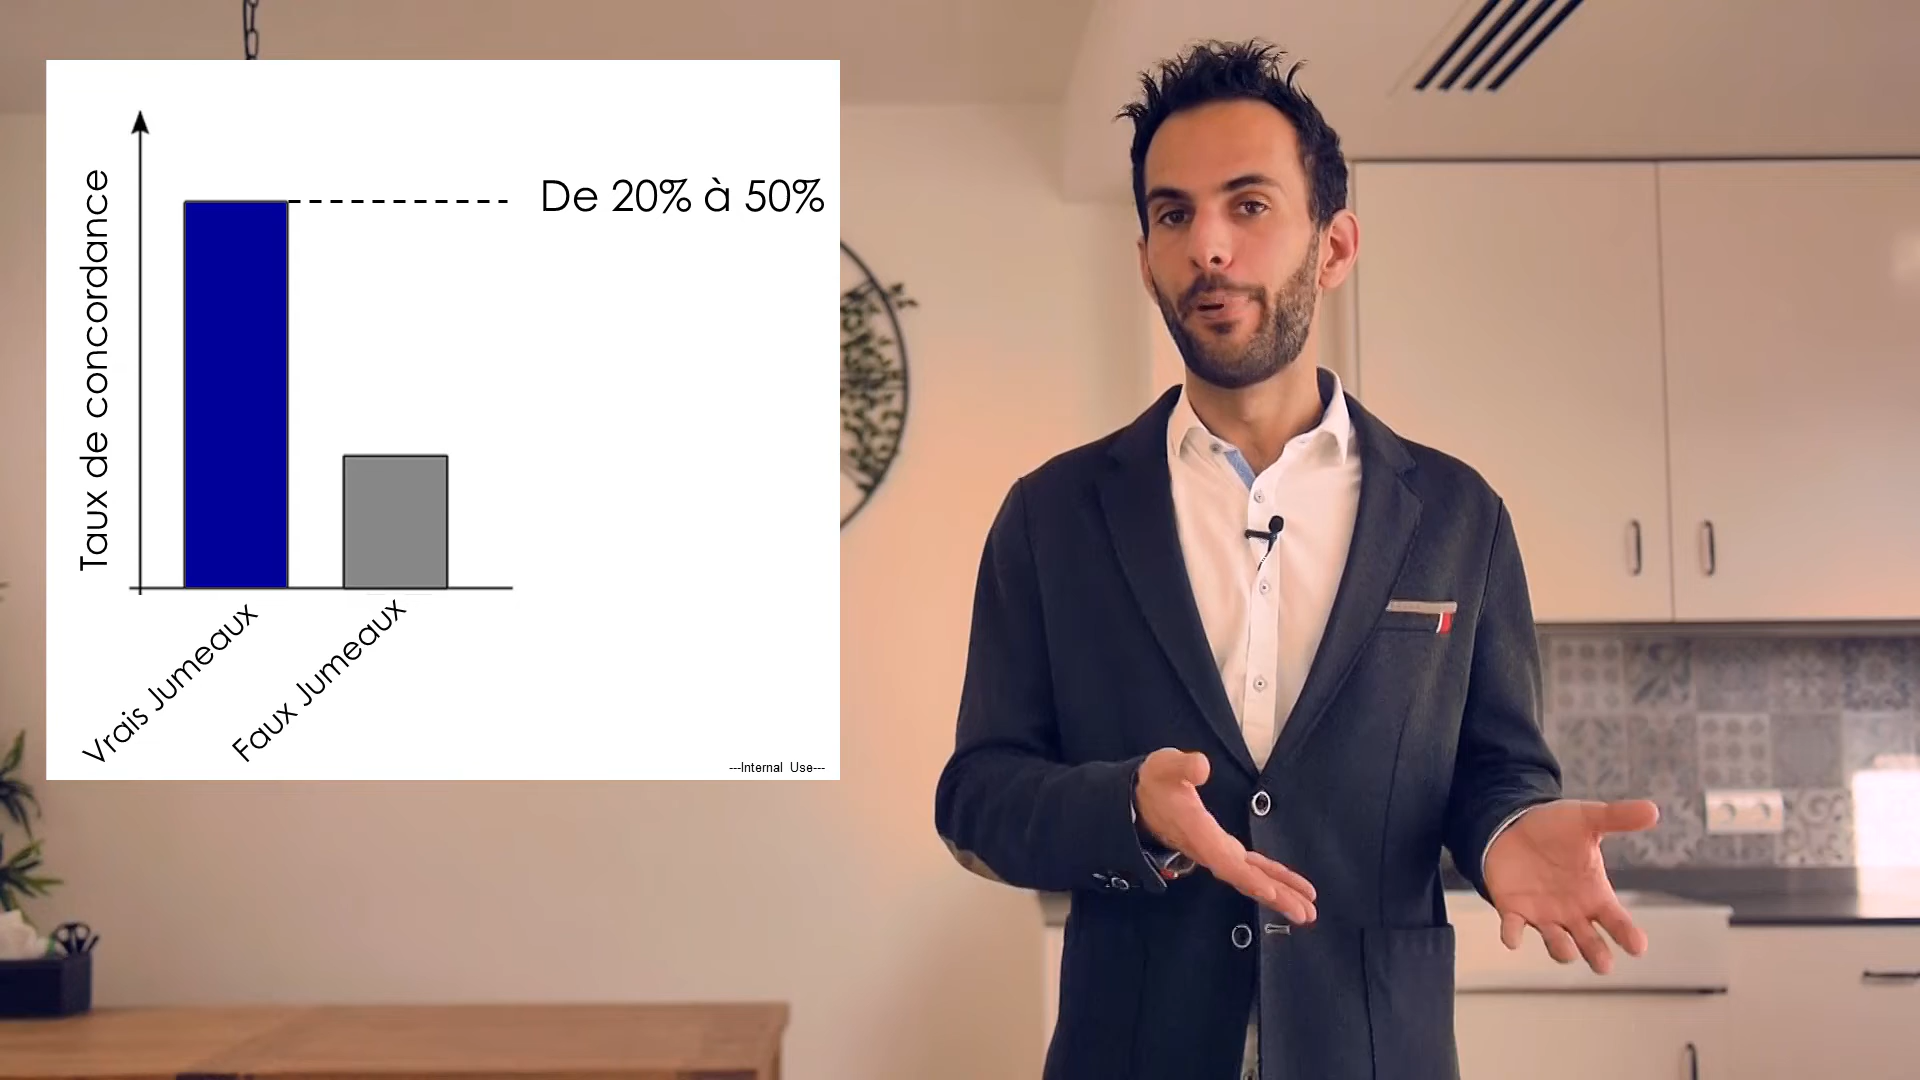 De 20% à 50%
Taux de concordance
Vrais Jumeaux
Faux Jumeaux
---Internal Use---